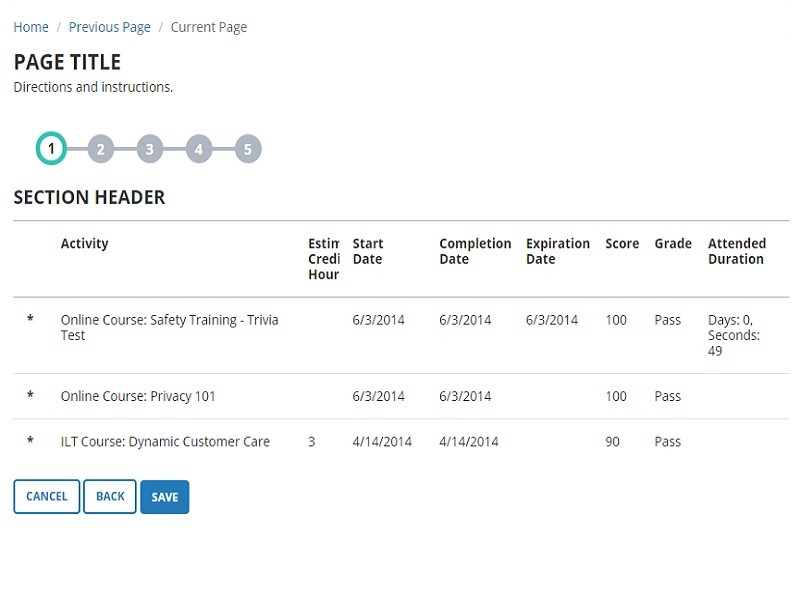 Home / Previous Page / Current Page
PAGE TITLE
Directions and instructions.
1 2 3 4 5
SECTION HEADER
Activity Estim Start Completion Expiration Score Grade Attended
Credi Date Date Date Duration
Hour
* Online Course: Safety Training - Trivia 6/3/2014 6/3/2014 6/3/2014 100 Pass Days: 0,
Test Seconds:
49
* Online Course: Privacy 101 6/3/2014 6/3/2014 100 Pass
* ILT Course: Dynamic Customer Care 3 4/14/2014 4/14/2014 90 Pass
CANCEL BACK SAVE